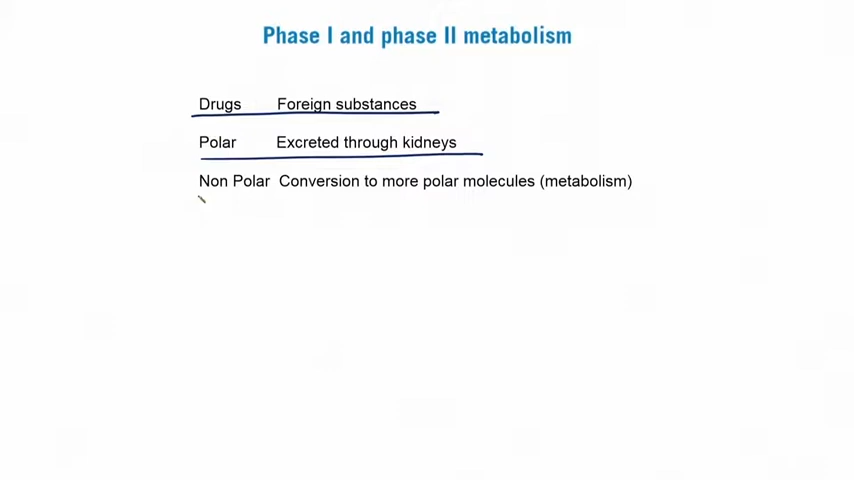 Phase I and phase II metabolism
Drugs Foreign substances
Polar Excreted through kidneys
Non Polar Conversion to more polar molecules (metabolism)